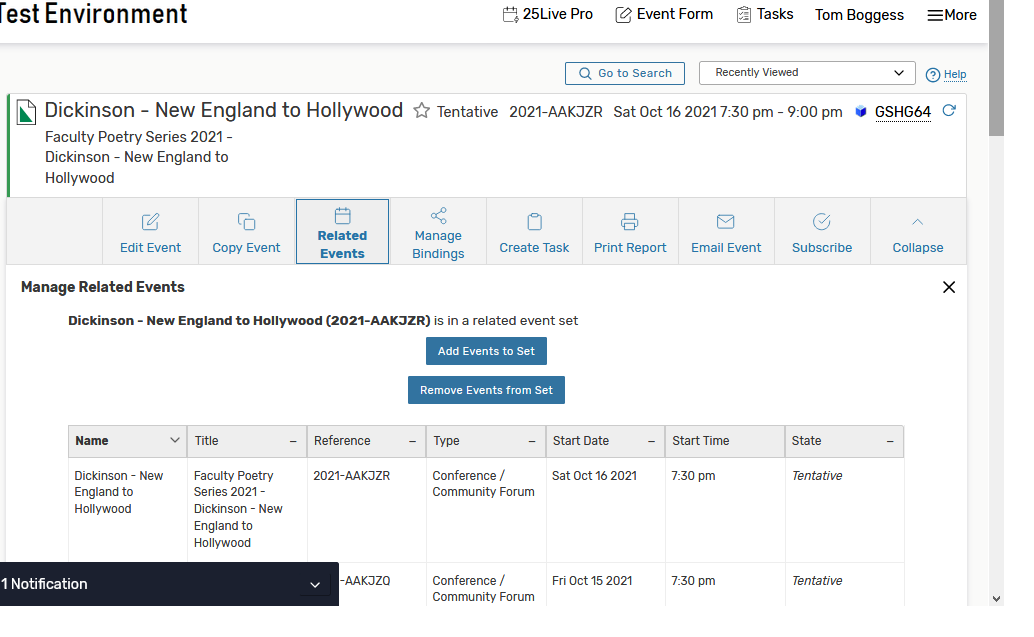 Test Environment
25Live Pro Event Form Tasks Tom Boggess More
Go to Search Recently Viewed Help
Dickinson - New England to Hollywood Tentative 2021-AAKJZR Sat Oct 16 2021 7:30 pm - 9:00 pm GSHG64
Faculty Poetry Series 2021 -
Dickinson - New England to
Hollywood
Edit Event Copy Event Related Events Manage Bindings Create Task Print Report Email Event Subscribe Collapse
Manage Related Events
Dickinson - New England to Hollywood (2021-AAKJZR) is in a related event set
Add Events to Set
Remove Events from Set
Name Title Reference Type Start Date Start Time State
Dickinson - New Faculty Poetry 2021-AAKJZR Conference / Sat Oct 16 2021 7:30 pm Tentative
England to Series 2021 - Community Forum
Hollywood Dickinson - New
England to
Hollywood
-AAKJZQ Conference / Fri Oct 15 2021 7:30 pm Tentative
Community Forum
1 Notification